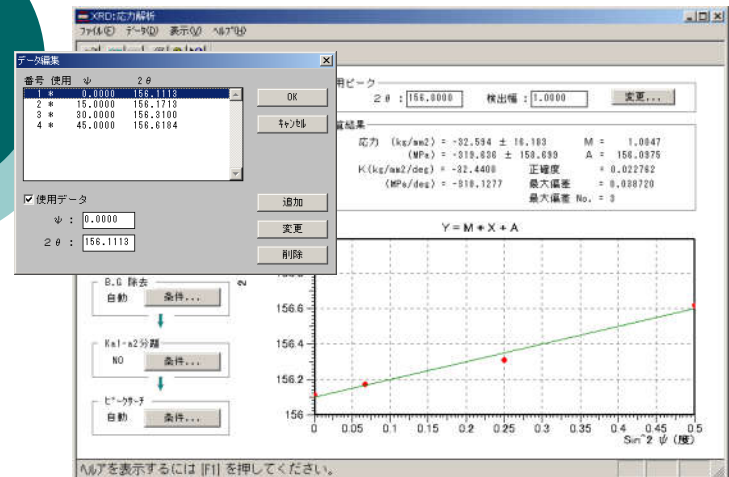 XRD:応力解析
ファイル(F) データ(D) 表示(V) ヘルプ(H)
データ編集
番号 使用 ψ 2θ
1 * 0.0000 156.1113
2 * 15.0000 156.1713
3 * 30.0000 156.3100
4 * 45.0000 156.6184
OK
キャンセル
使用データ
ψ : 0.0000
2θ : 156.1113
追加
変更
削除
用ピーク
2θ : 156.0000 検出幅 : 1.0000 変更...
算結果
応力 (kg/mm2) = -32.594 ± 16.183 M = 1.0047
(MPa) = -319.636 ± 158.699 A = 156.0975
K(kg/mm2/deg) = -32.4400 正確度 = 0.022762
(MPa/deg) = -318.1277 最大偏差 = 0.038720
最大偏差 No. = 3
Y = M * X + A
B.G 除去
自動 条件...
Kα1-α2分離
NO 条件...
ピークサーチ
自動 条件...
2
156.6
156.4
156.2
156
0 0.05 0.1 0.15 0.2 0.25 0.3 0.35 0.4 0.45 0.5
Sin^2 ψ (度)
ヘルプを表示するには [F1] を押してください。